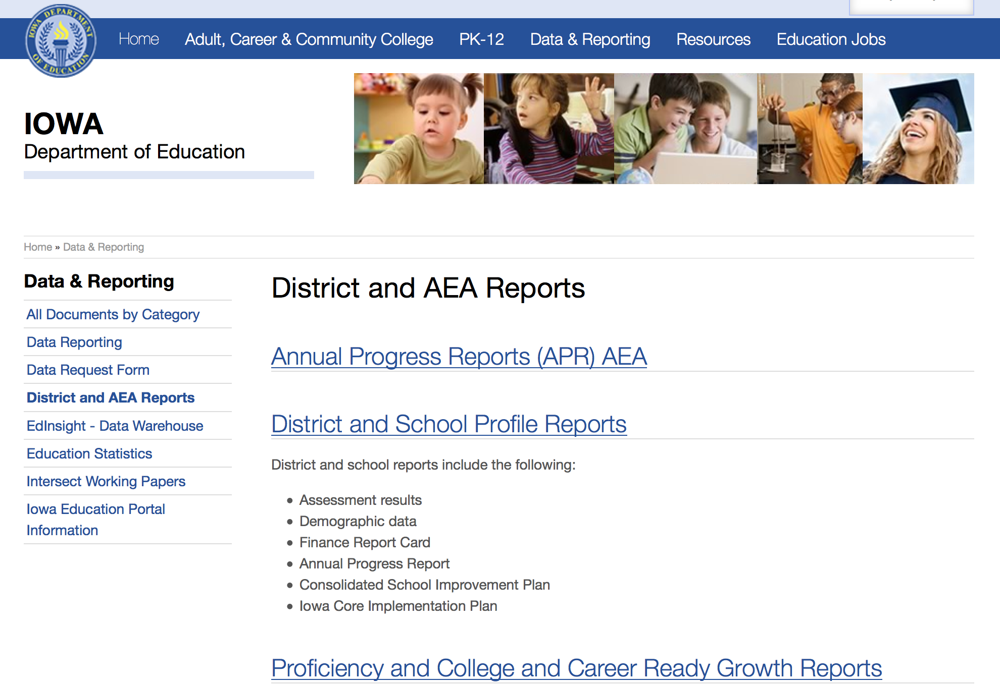 IOWA DEPARTMENT
OF EDUCATION
Home
Adult, Career & Community College
PK-12
Data & Reporting
Resources
Education Jobs
IOWA
Department of Education
Home » Data & Reporting
Data & Reporting
All Documents by Category
Data Reporting
Data Request Form
District and AEA Reports
EdInsight - Data Warehouse
Education Statistics
Intersect Working Papers
Iowa Education Portal
Information
District and AEA Reports
Annual Progress Reports (APR) AEA
District and School Profile Reports
District and school reports include the following:
• Assessment results
• Demographic data
• Finance Report Card
• Annual Progress Report
• Consolidated School Improvement Plan
• Iowa Core Implementation Plan
Proficiency and College and Career Ready Growth Reports